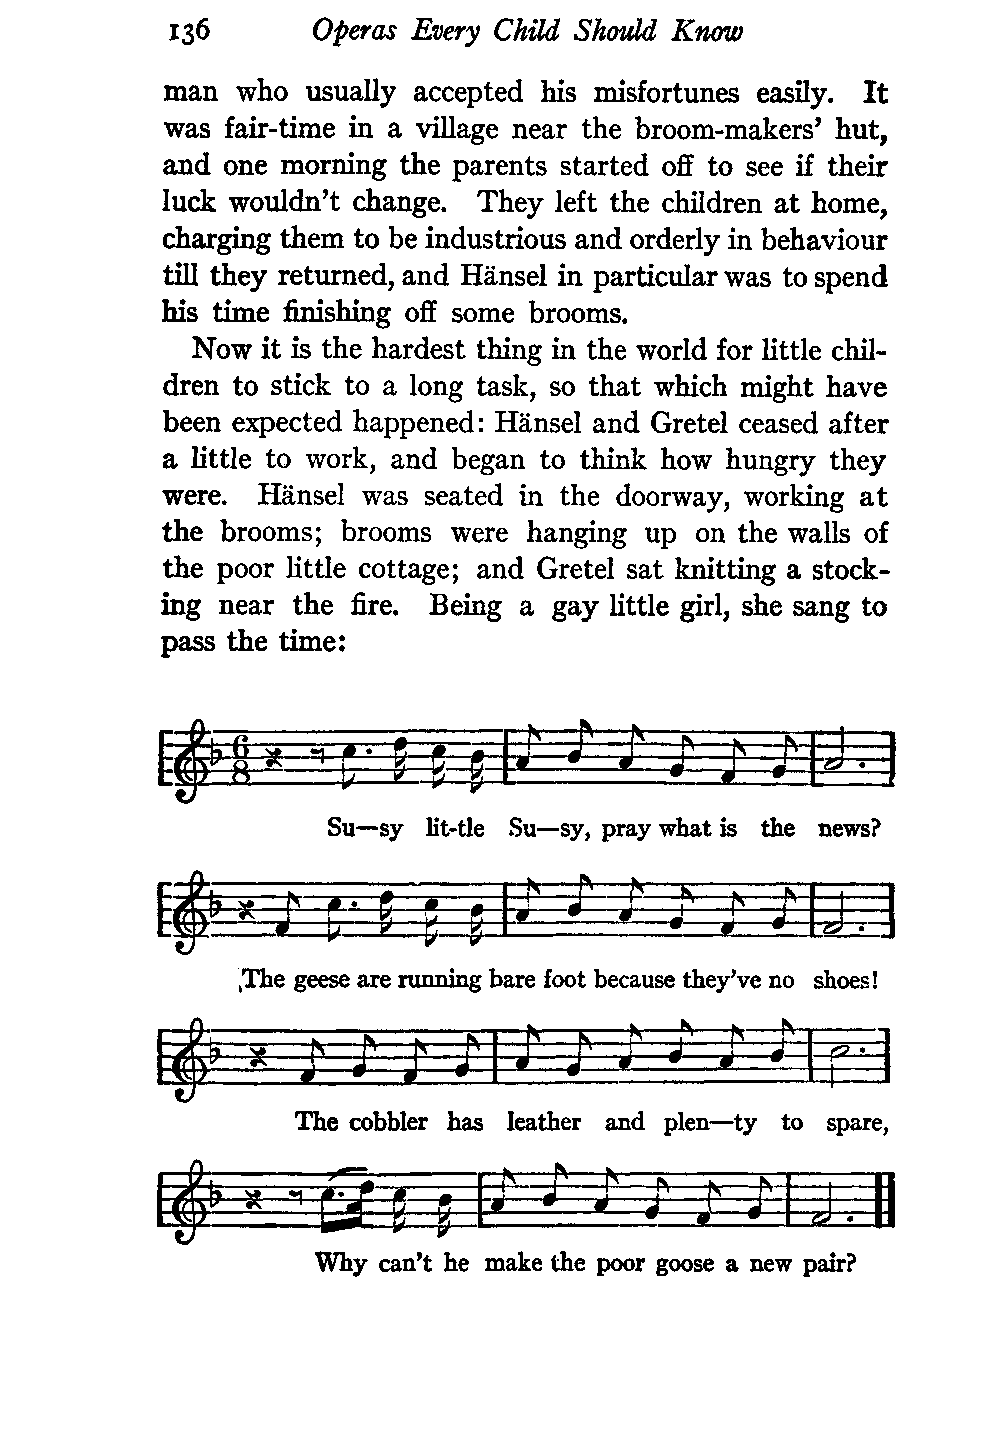 136 Operas Every Child Should Know
man who usually accepted his misfortunes easily. It
was fair-time in a village near the broom-makers' hut,
and one morning the parents started off to see if their
luck wouldn't change. They left the children at home,
charging them to be industrious and orderly in behaviour
till they returned, and Hänsel in particular was to spend
his time finishing off some brooms.
Now it is the hardest thing in the world for little chil-
dren to stick to a long task, so that which might have
been expected happened: Hänsel and Gretel ceased after
a little to work, and began to think how hungry they
were. Hänsel was seated in the doorway, working at
the brooms; brooms were hanging up on the walls of
the poor little cottage; and Gretel sat knitting a stock-
ing near the fire. Being a gay little girl, she sang to
pass the time:
6
8
Su—sy lit-tle Su—sy, pray what is the news?
The geese are running bare foot because they've no shoes!
The cobbler has leather and plen—ty to spare,
Why can't he make the poor goose a new pair?